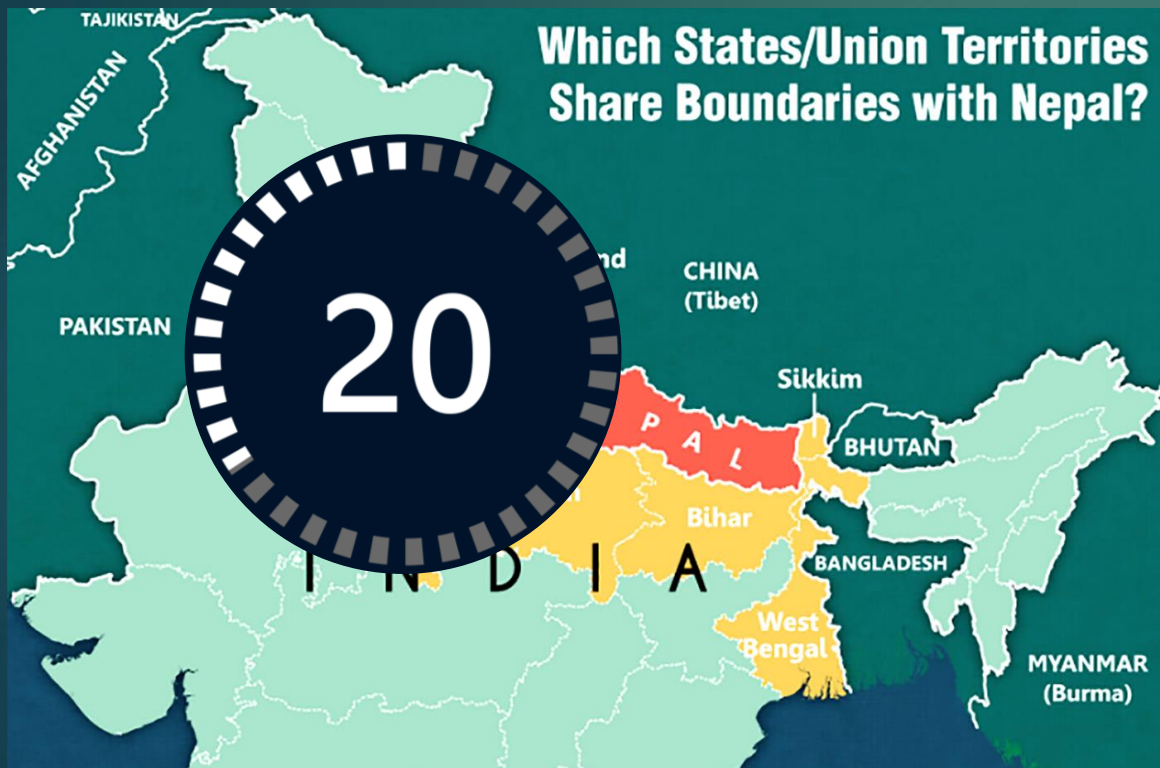 TAJIKISTAN
Which States/Union Territories
Share Boundaries with Nepal?
AFGHANISTAN
CHINA
(Tibet)
PAKISTAN
20
Sikkim
P A L
BHUTAN
Bihar
I N D I A
BANGLADESH
West
Bengal
MYANMAR
(Burma)